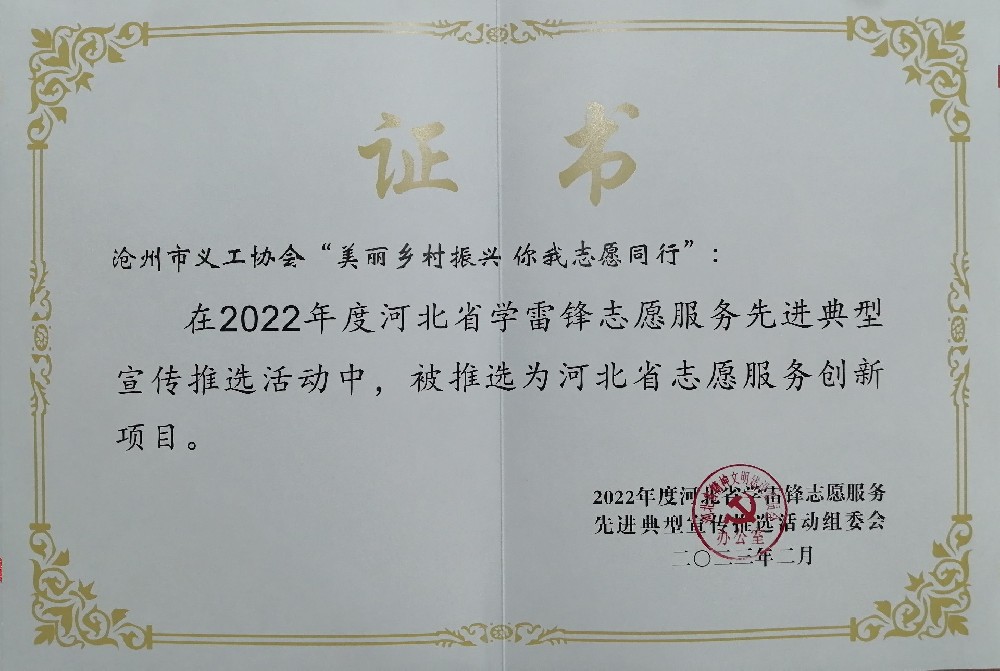 证书
沧州市义工协会“美丽乡村振兴 你我志愿同行”：
在2022年度河北省学雷锋志愿服务先进典型
宣传推选活动中，被推选为河北省志愿服务创新
项目。
2022年度河北省学雷锋志愿服务
先进典型宣传推选活动组委会
办公室
二〇二三年二月